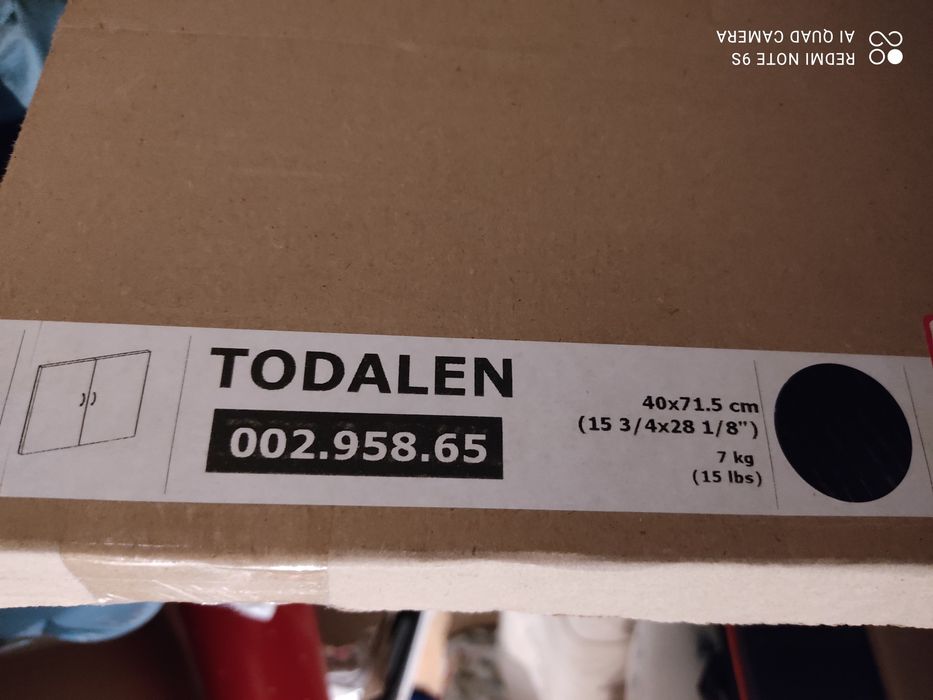 REDMI NOTE 9S
AI QUAD CAMERA
TODALEN
002.958.65
40x71.5 cm
(15 3/4x28 1/8")
7 kg
(15 lbs)